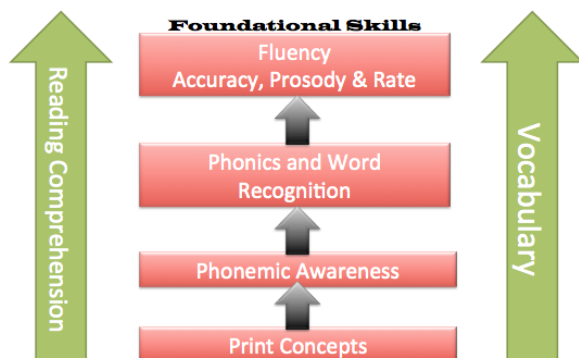 Foundational Skills
Fluency
Accuracy, Prosody & Rate
Phonics and Word
Recognition
Phonemic Awareness
Print Concepts
Reading Comprehension
Vocabulary